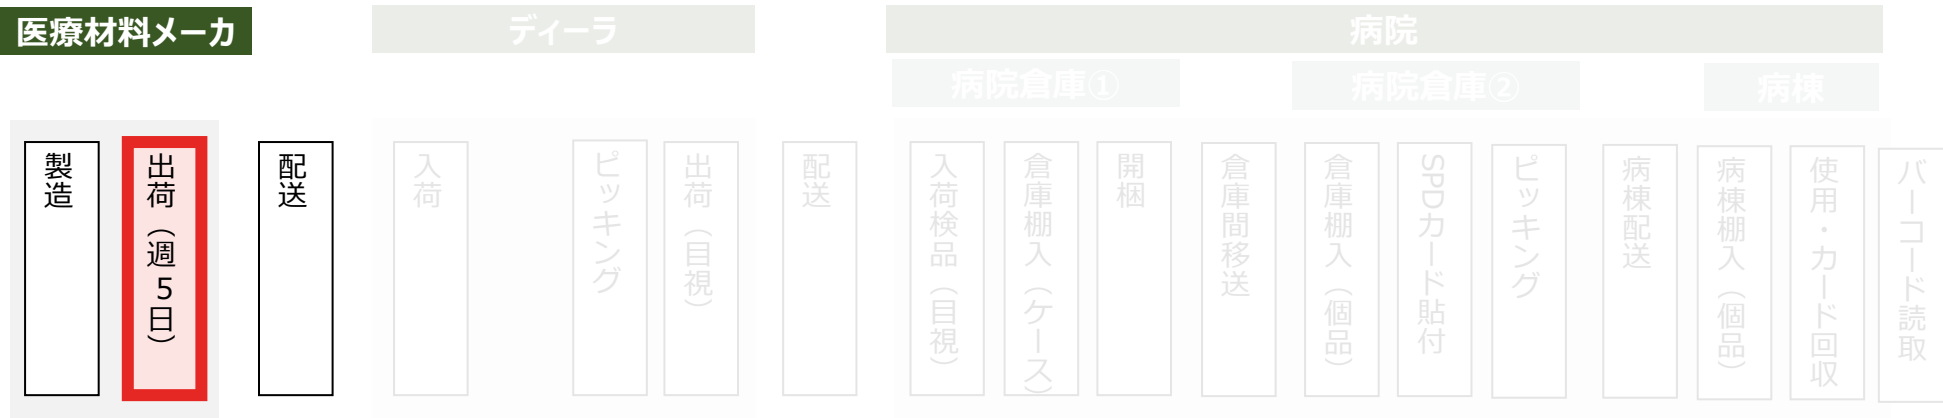 医療材料メーカ
ディーラ
病院
病院倉庫①
病院倉庫②
病棟
製造
出荷（週5日）
配送
入荷
ピッキング
出荷（目視）
配送
入荷検品（目視）
倉庫棚入（ケース）
開梱
倉庫間移送
倉庫棚入（個品）
SPDカード貼付
ピッキング
病棟配送
病棟棚入（個品）
使用・カード回収
バーコード読取